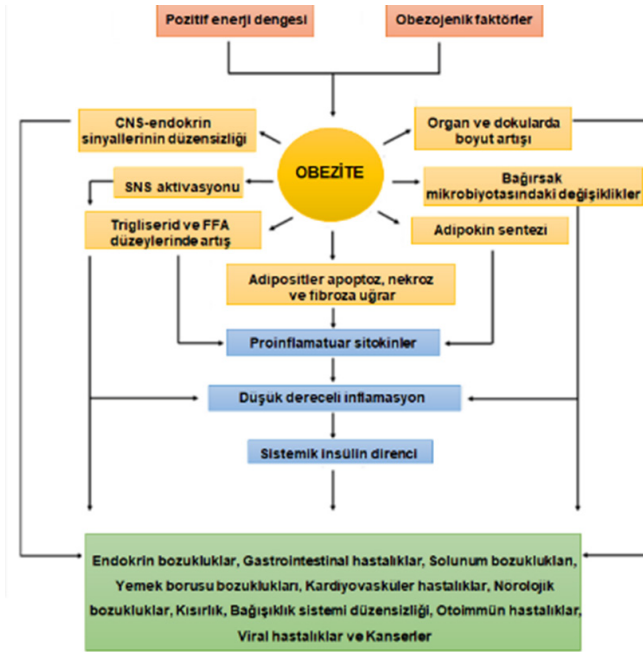 Pozitif enerji dengesi
Obezojenik faktörler
CNS-endokrin
sinyallerinin düzensizliği
Organ ve dokularda
boyut artışı
OBEZİTE
SNS aktivasyonu
Bağırsak
mikrobiyotasındaki değişiklikler
Trigliserid ve FFA
düzeylerinde artış
Adipokin sentezi
Adipositler apoptoz, nekroz
ve fibroza uğrar
Proinflamatuar sitokinler
Düşük dereceli inflamasyon
Sistemik insülin direnci
Endokrin bozukluklar, Gastrointestinal hastalıklar, Solunum bozuklukları,
Yemek borusu bozuklukları, Kardiyovasküler hastalıklar, Nörolojik
bozukluklar, Kısırlık, Bağışıklık sistemi düzensizliği, Otoimmün hastalıklar,
Viral hastalıklar ve Kanserler